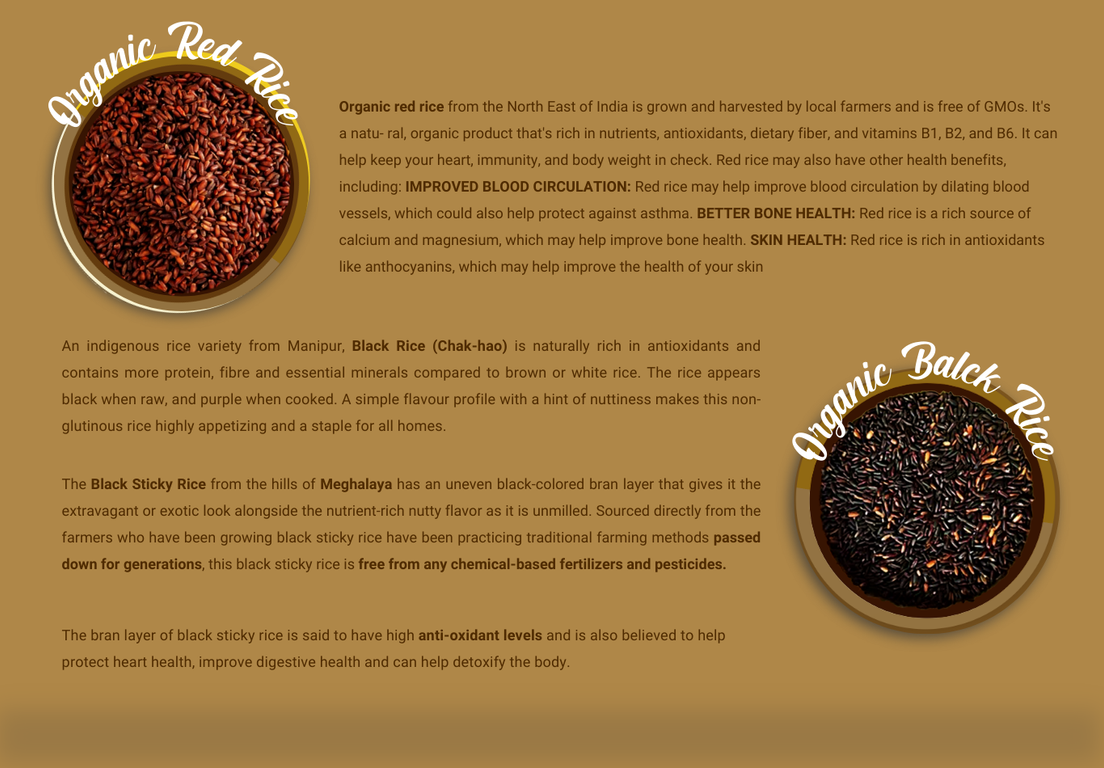 Organic Red Rice
Organic red rice from the North East of India is grown and harvested by local farmers and is free of GMOs. It's
a natu- ral, organic product that's rich in nutrients, antioxidants, dietary fiber, and vitamins B1, B2, and B6. It can
help keep your heart, immunity, and body weight in check. Red rice may also have other health benefits,
including: IMPROVED BLOOD CIRCULATION: Red rice may help improve blood circulation by dilating blood
vessels, which could also help protect against asthma. BETTER BONE HEALTH: Red rice is a rich source of
calcium and magnesium, which may help improve bone health. SKIN HEALTH: Red rice is rich in antioxidants
like anthocyanins, which may help improve the health of your skin
An indigenous rice variety from Manipur, Black Rice (Chak-hao) is naturally rich in antioxidants and
contains more protein, fibre and essential minerals compared to brown or white rice. The rice appears
black when raw, and purple when cooked. A simple flavour profile with a hint of nuttiness makes this non-
glutinous rice highly appetizing and a staple for all homes.
Organic Balck Rice
The Black Sticky Rice from the hills of Meghalaya has an uneven black-colored bran layer that gives it the
extravagant or exotic look alongside the nutrient-rich nutty flavor as it is unmilled. Sourced directly from the
farmers who have been growing black sticky rice have been practicing traditional farming methods passed
down for generations, this black sticky rice is free from any chemical-based fertilizers and pesticides.
The bran layer of black sticky rice is said to have high anti-oxidant levels and is also believed to help
protect heart health, improve digestive health and can help detoxify the body.